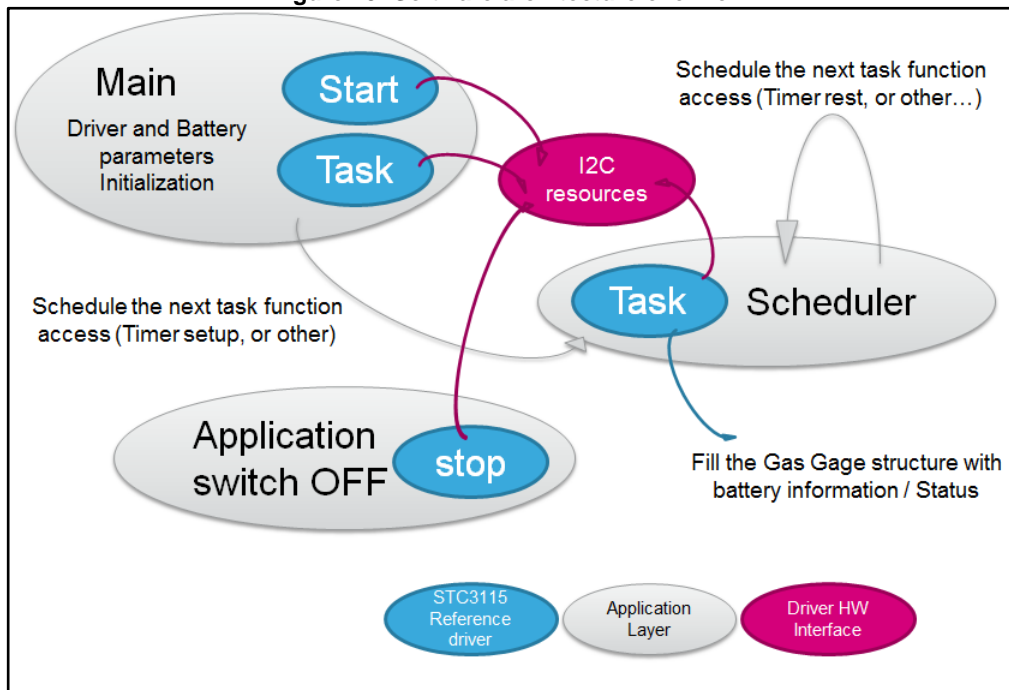 Main
Driver and Battery
parameters
Initialization
Start
Task
I2C
resources
Schedule the next task function
access (Timer rest, or other…)
Task
Scheduler
Schedule the next task function
access (Timer setup, or other)
Application
switch OFF
stop
Fill the Gas Gage structure with
battery information / Status
STC3115
Reference
driver
Application
Layer
Driver HW
Interface